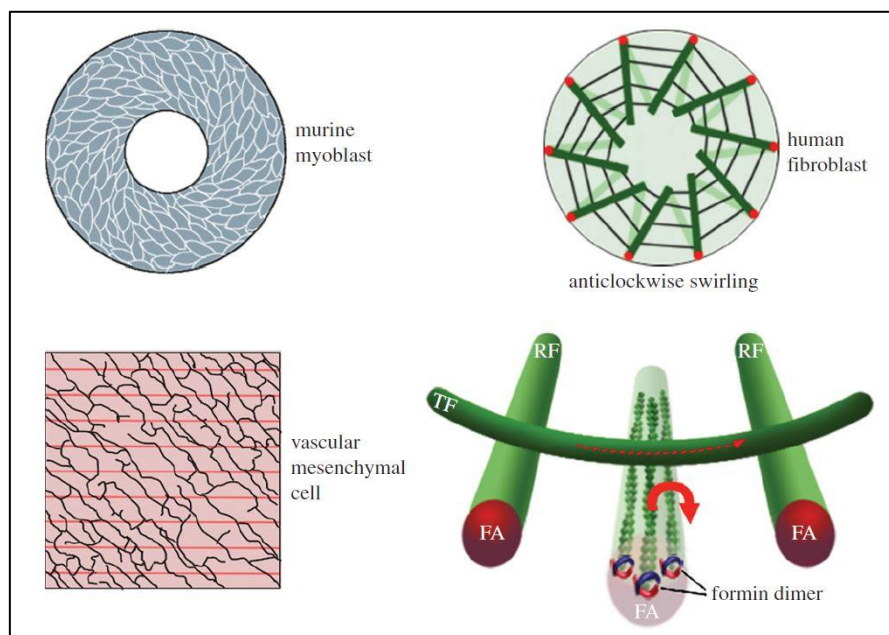 murine
myoblast
human
fibroblast
anticlockwise swirling
vascular
mesenchymal
cell
RF
RF
TF
FA
FA
FA
formin dimer